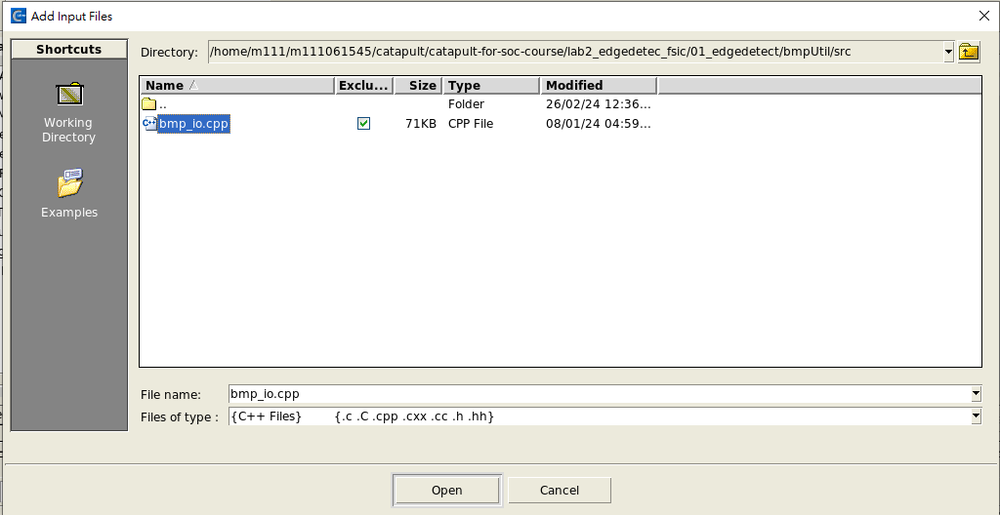 Add Input Files
Shortcuts
Working
Directory
Examples
Directory: /home/m111/m111061545/catapult/catapult-for-soc-course/lab2_edgedetec_fsic/01_edgedetect/bmpUtil/src
Name Exclu... Size Type Modified
.. Folder 26/02/24 12:36...
bmp_io.cpp 71KB CPP File 08/01/24 04:59...
File name: bmp_io.cpp
Files of type : {C++ Files} {.c .C .cpp .cxx .cc .h .hh}
Open Cancel